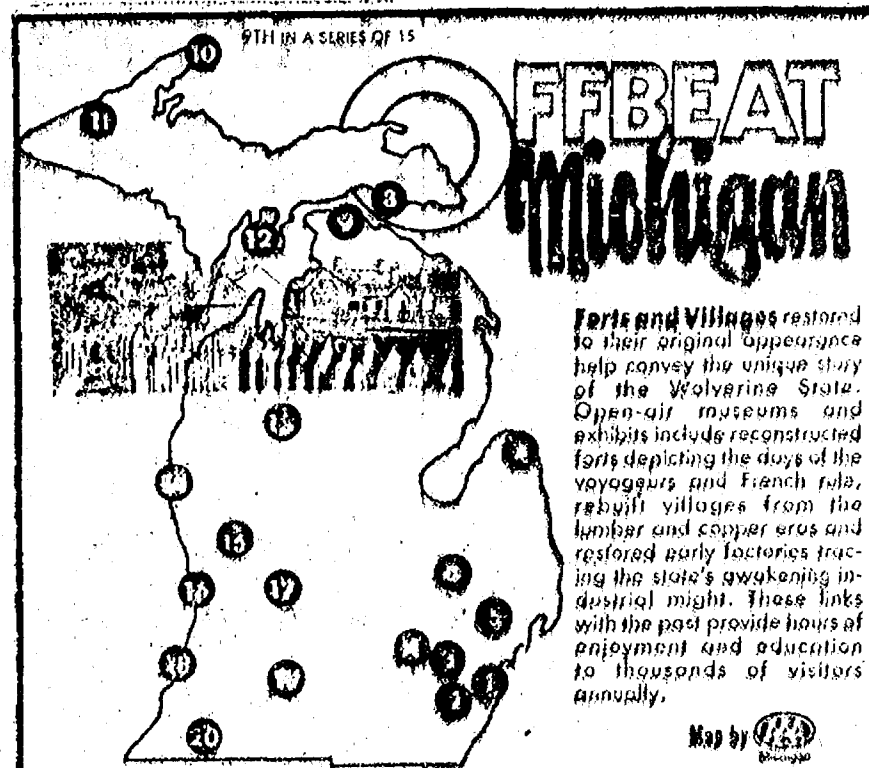 9TH IN A SERIES OF 15
FFBEAT
Michigan
Forts and Villages restored
to their original appearance
help convey the unique story
of the Wolverine State.
Open-air museums and
exhibits include reconstructed
forts depicting the days of the
voyageurs and French rule,
rebuilt villages from the
lumber and copper eras and
restored early factories trac-
ing the state's awakening in-
dustrial might. These links
with the past provide hours of
enjoyment and education
to thousands of visitors
annually.
Map by
Michigan
10
11
8
9
12
15
16
17
20